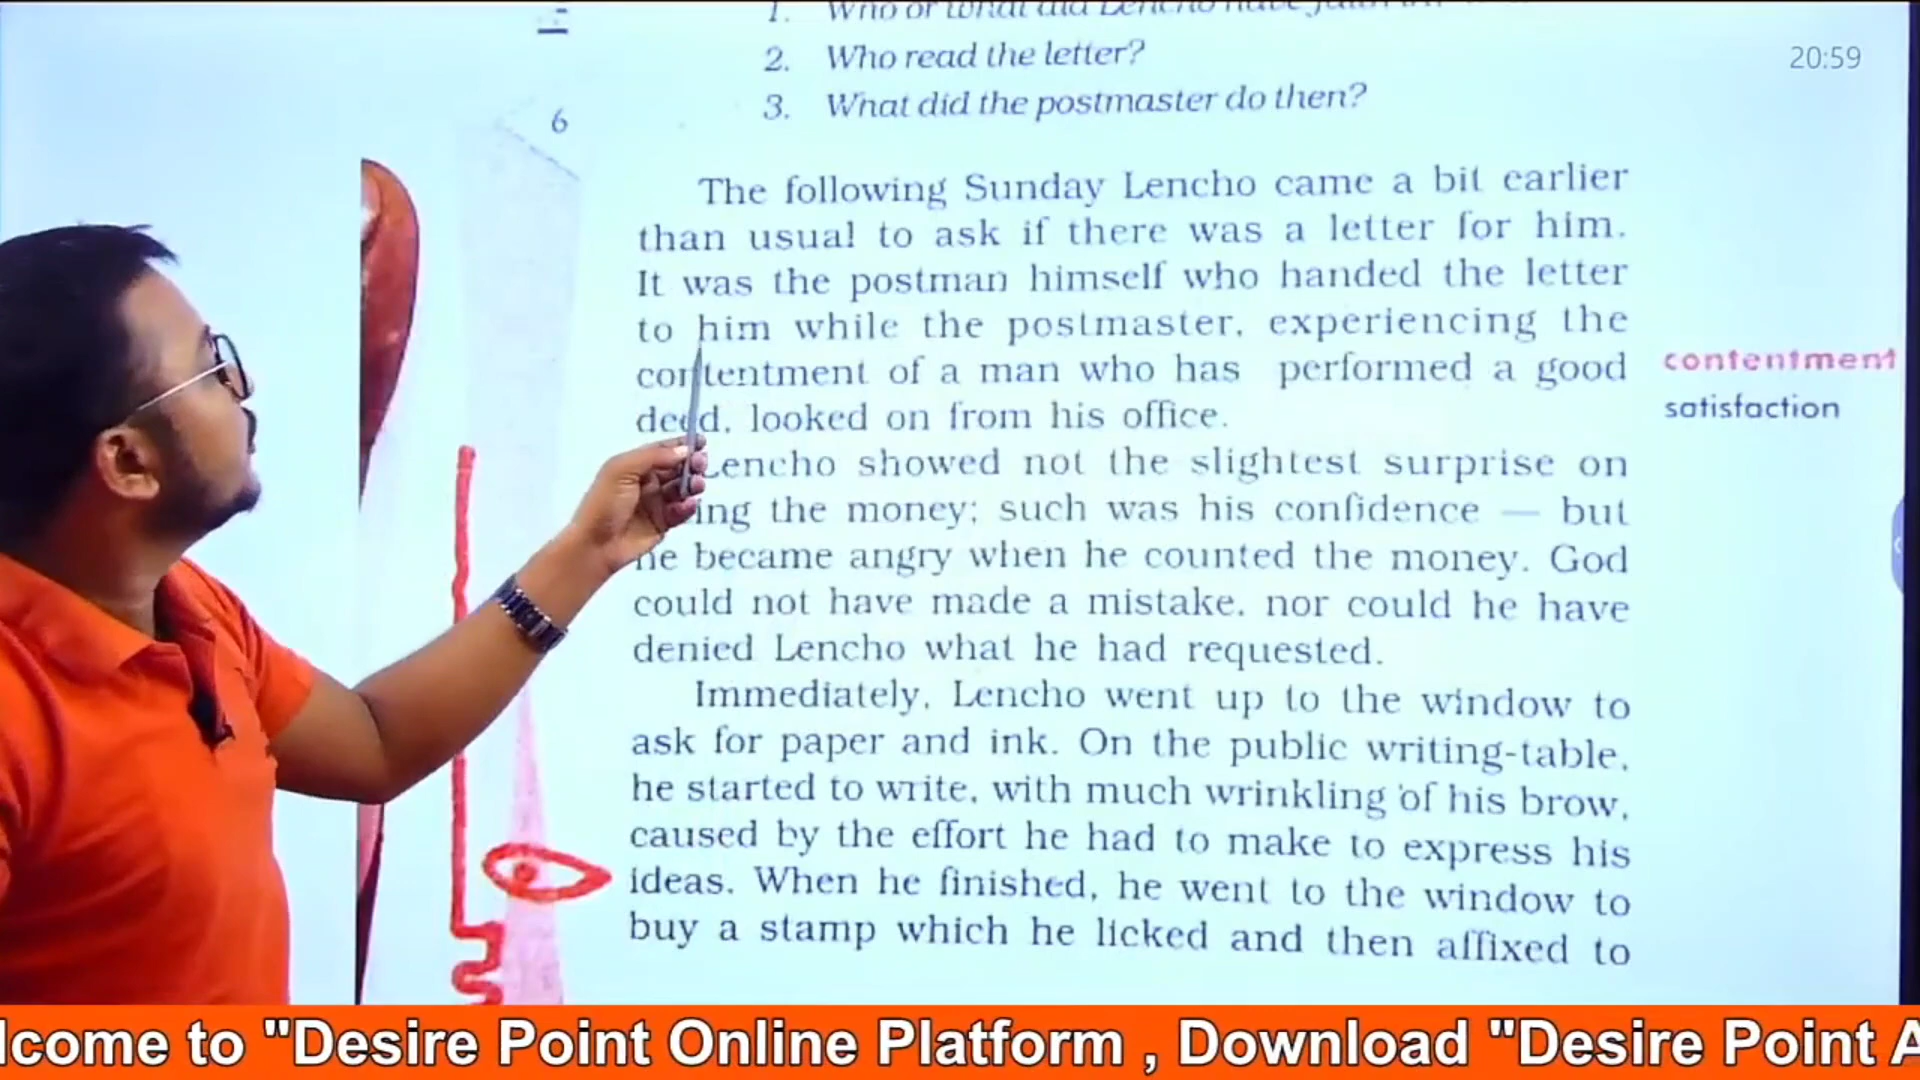 2. Who read the letter?
20:59
3. What did the postmaster do then?
6
The following Sunday Lencho came a bit earlier
than usual to ask if there was a letter for him.
It was the postman himself who handed the letter
to him while the postmaster, experiencing the
contentment of a man who has performed a good
deed, looked on from his office.
Lencho showed not the slightest surprise on
ing the money; such was his confidence — but
he became angry when he counted the money. God
could not have made a mistake, nor could he have
denied Lencho what he had requested.
Immediately, Lencho went up to the window to
ask for paper and ink. On the public writing-table,
he started to write, with much wrinkling of his brow,
caused by the effort he had to make to express his
ideas. When he finished, he went to the window to
buy a stamp which he licked and then affixed to
contentment
satisfaction
lcome to "Desire Point Online Platform , Download "Desire Point A